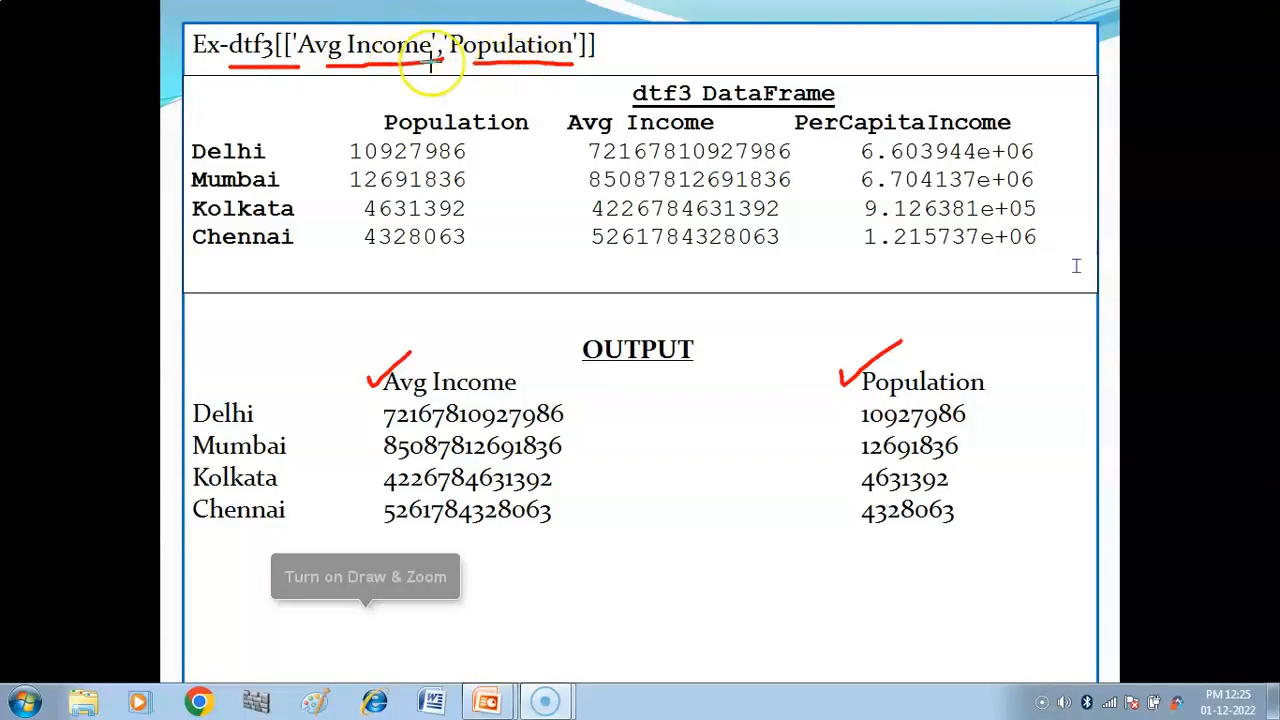 Ex-dtf3[['Avg Income','Population']]
dtf3 DataFrame
Population Avg Income PerCapitaIncome
Delhi 10927986 72167810927986 6.603944e+06
Mumbai 12691836 85087812691836 6.704137e+06
Kolkata 4631392 4226784631392 9.126381e+05
Chennai 4328063 5261784328063 1.215737e+06
OUTPUT
Avg Income Population
Delhi 72167810927986 10927986
Mumbai 85087812691836 12691836
Kolkata 4226784631392 4631392
Chennai 5261784328063 4328063
Turn on Draw & Zoom
PM 12:25
01-12-2022